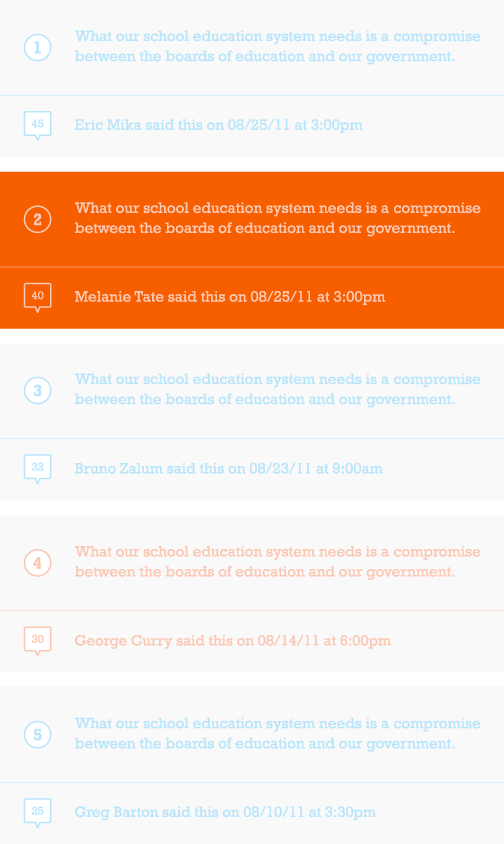 1
What our school education system needs is a compromise
between the boards of education and our government.
45
Eric Mika said this on 08/25/11 at 3:00pm
2
What our school education system needs is a compromise
between the boards of education and our government.
40
Melanie Tate said this on 08/25/11 at 3:00pm
3
What our school education system needs is a compromise
between the boards of education and our government.
32
Bruno Zalum said this on 08/23/11 at 9:00am
4
What our school education system needs is a compromise
between the boards of education and our government.
30
George Curry said this on 08/14/11 at 6:00pm
5
What our school education system needs is a compromise
between the boards of education and our government.
25
Greg Barton said this on 08/10/11 at 3:30pm